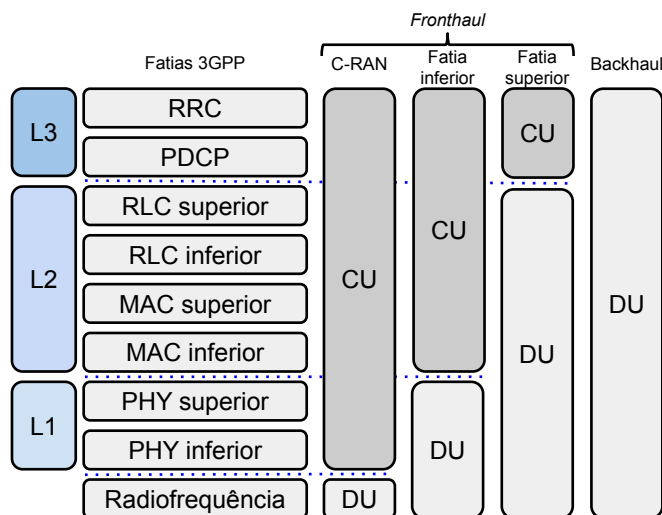 Fronthaul
Fatias 3GPP
C-RAN
Fatia
inferior
Fatia
superior
Backhaul
L3
RRC
PDCP
CU
L2
RLC superior
RLC inferior
MAC superior
MAC inferior
CU
CU
DU
DU
L1
PHY superior
PHY inferior
DU
Radiofrequência
DU